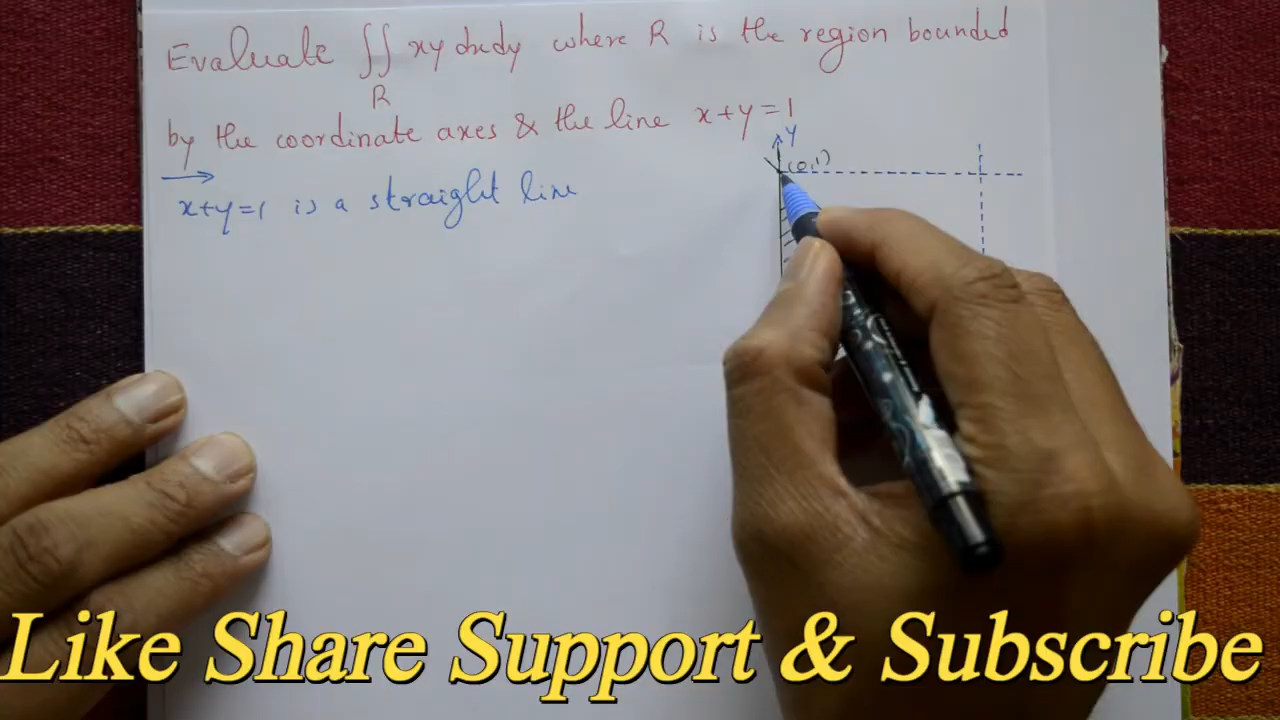 Evaluate ∬ xy dxdy where R is the region bounded
R
by the coordinate axes & the line x+y=1
Y
(0,1)
x+y=1 is a straight line
Like Share Support & Subscribe